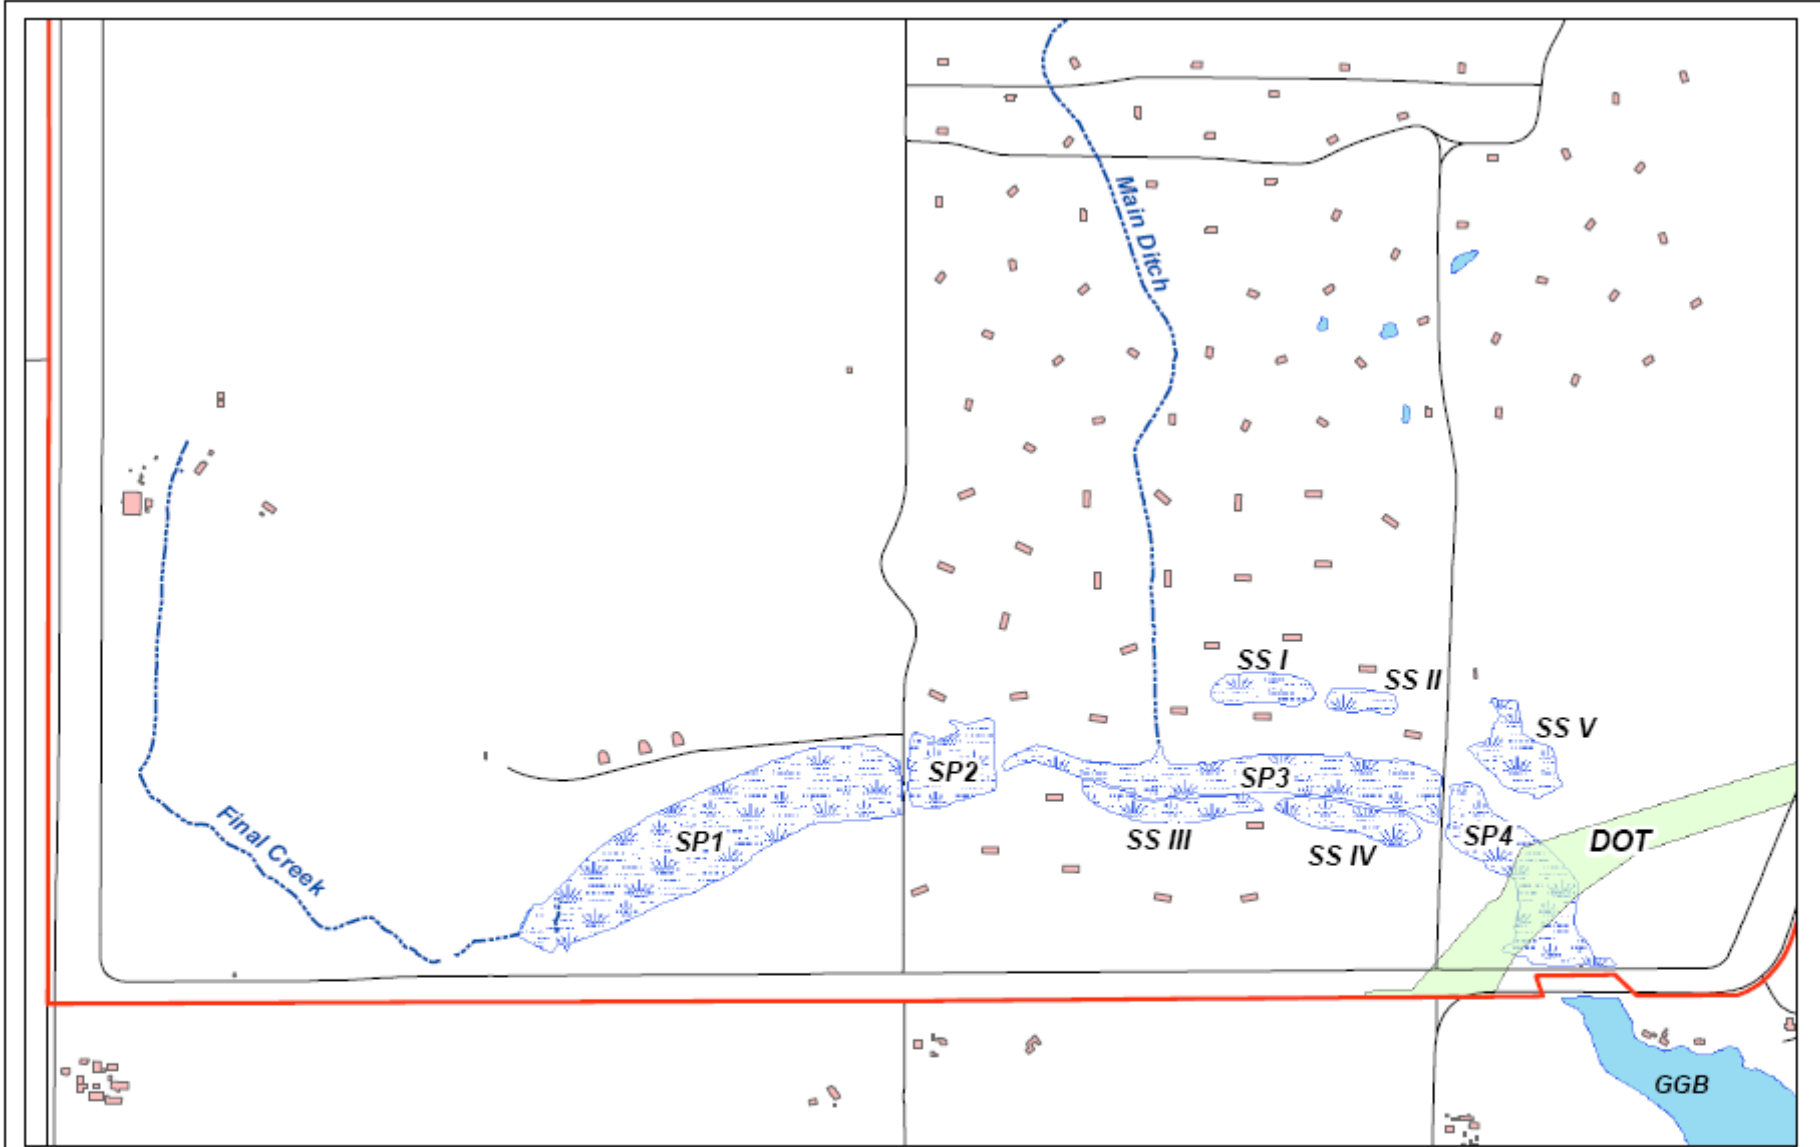 Main Ditch
SS I
SS II
SS V
SP2
SP3
SP1
SS III
SS IV
SP4
DOT
Final Creek
GGB